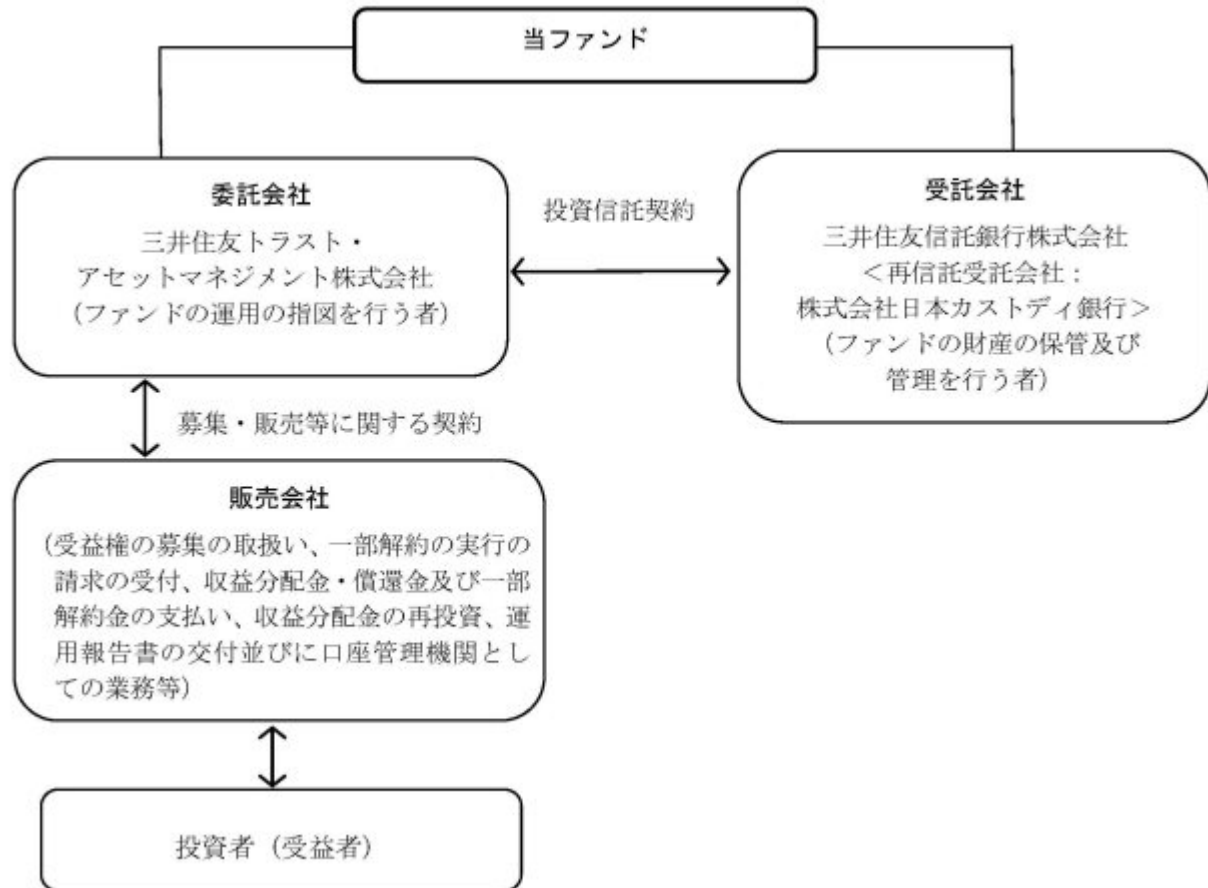 当ファンド
委託会社
三井住友トラスト・
アセットマネジメント株式会社
（ファンドの運用の指図を行う者）
投資信託契約
受託会社
三井住友信託銀行株式会社
＜再信託受託会社：
株式会社日本カストディ銀行＞
（ファンドの財産の保管及び
管理を行う者）
募集・販売等に関する契約
販売会社
（受益権の募集の取扱い、一部解約の実行の
請求の受付、収益分配金・償還金及び一部
解約金の支払い、収益分配金の再投資、運
用報告書の交付並びに口座管理機関とし
ての業務等）
投資者（受益者）